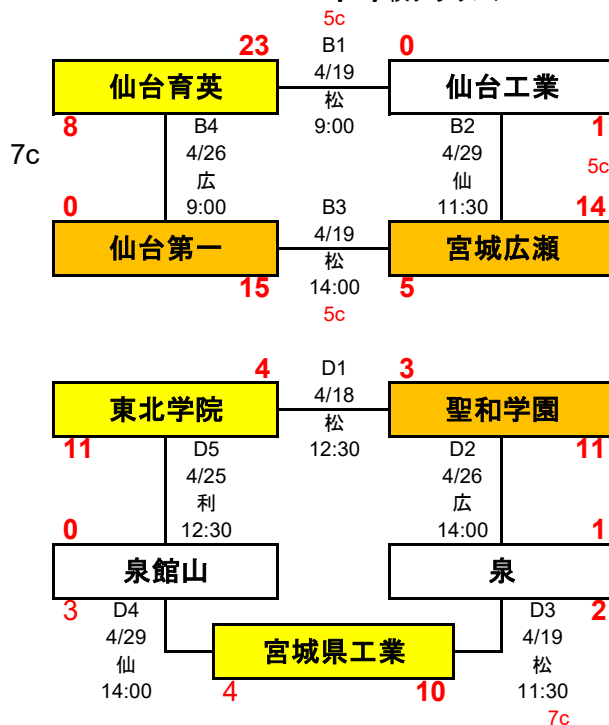 5c
23 B1 0
4/19
仙台育英 松 仙台工業
9:00
8 B4 B2 1
7c 4/26 4/29 5c
広 仙
0 9:00 B3 11:30 14
4/19
仙台第一 松 宮城広瀬
15 14:00 5
5c
4 D1 3
4/18
東北学院 松 聖和学園
12:30
11 D5 D2 11
4/25 4/26
利 広
0 12:30 14:00 1
泉館山 泉
3 D4 D3 2
4/29 4/19
仙 宮城県工業 松
14:00 4 10 11:30
7c